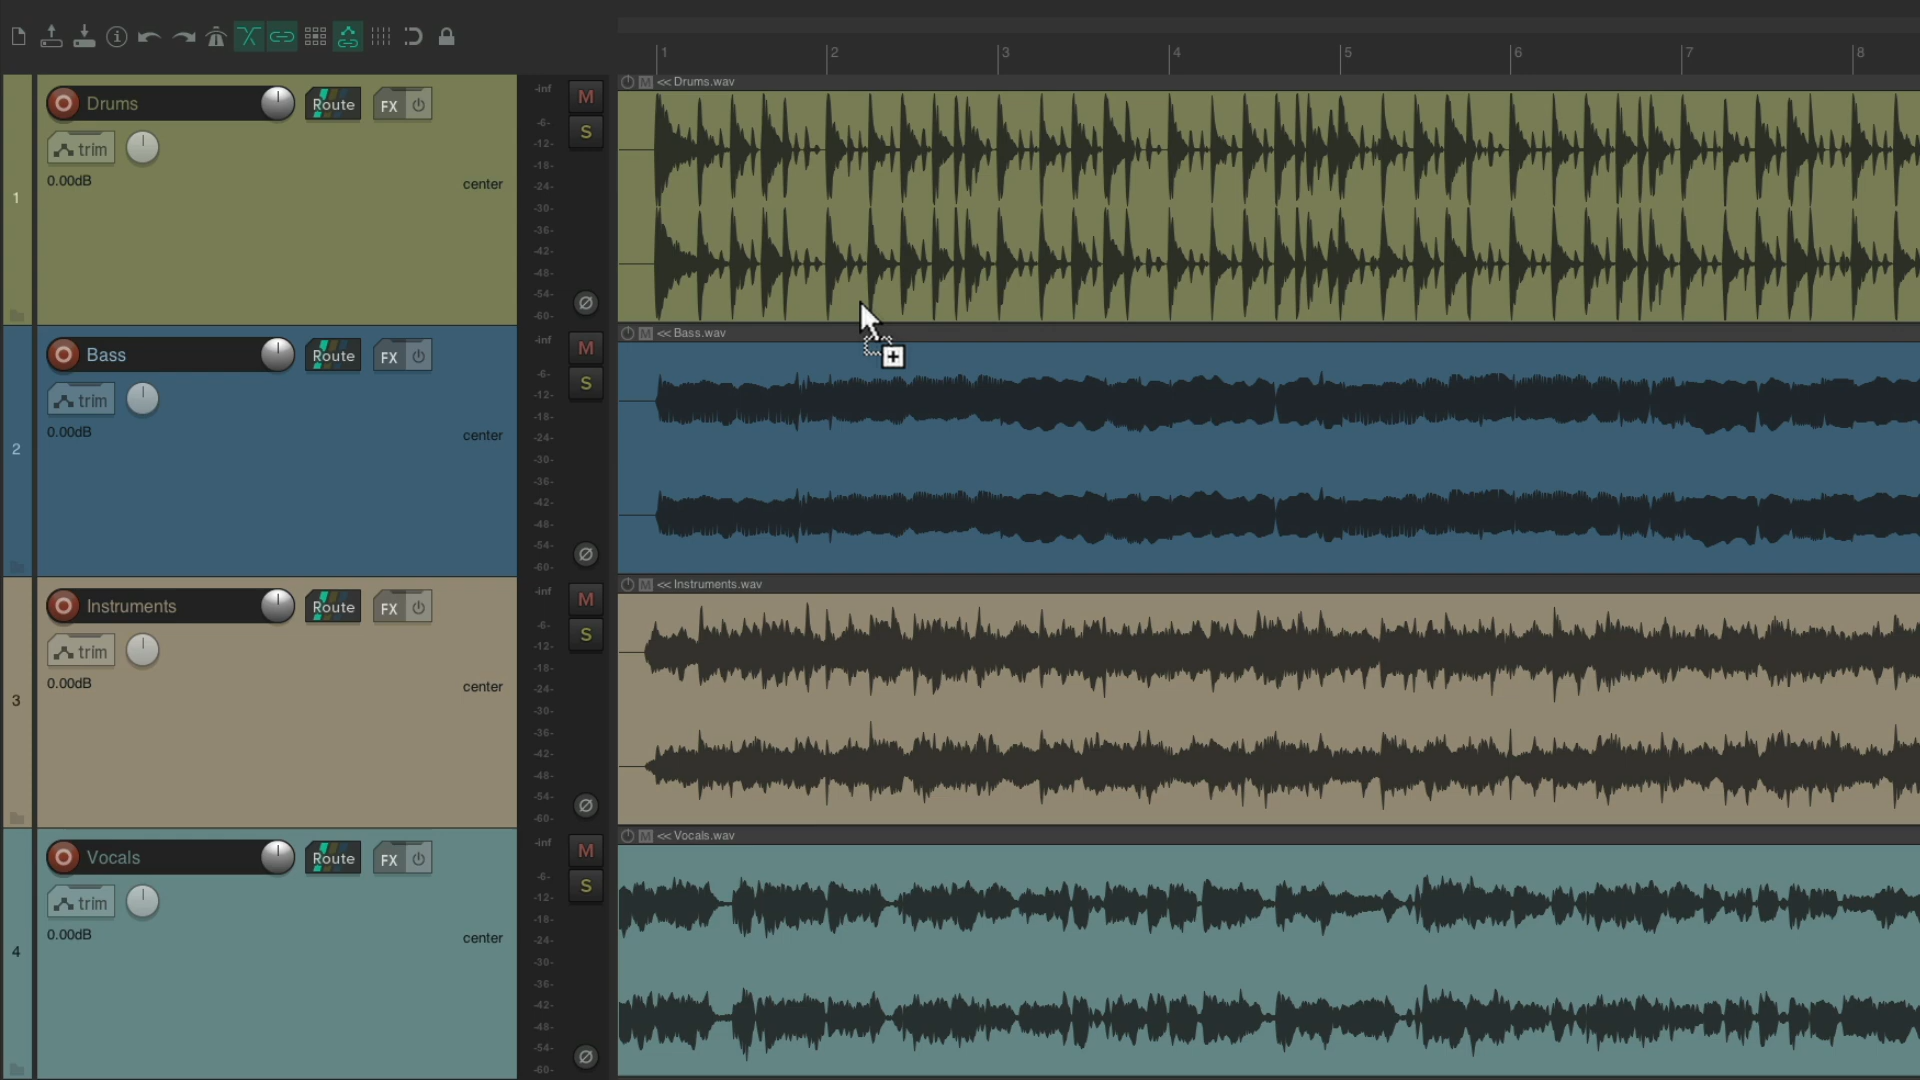 1 2 3 4 5 6 7 8
Drums Route FX
trim
0.00dB center
1
-inf
-6-
-12-
-18-
-24-
-30-
-36-
-42-
-48-
-54-
-60-
M
S
M << Drums.wav
Bass Route FX
trim
0.00dB center
2
-inf
-6-
-12-
-18-
-24-
-30-
-36-
-42-
-48-
-54-
-60-
M
S
M << Bass.wav
Instruments Route FX
trim
0.00dB center
3
-inf
-6-
-12-
-18-
-24-
-30-
-36-
-42-
-48-
-54-
-60-
M
S
M << Instruments.wav
Vocals Route FX
trim
0.00dB center
4
-inf
-6-
-12-
-18-
-24-
-30-
-36-
-42-
-48-
-54-
-60-
M
S
M << Vocals.wav